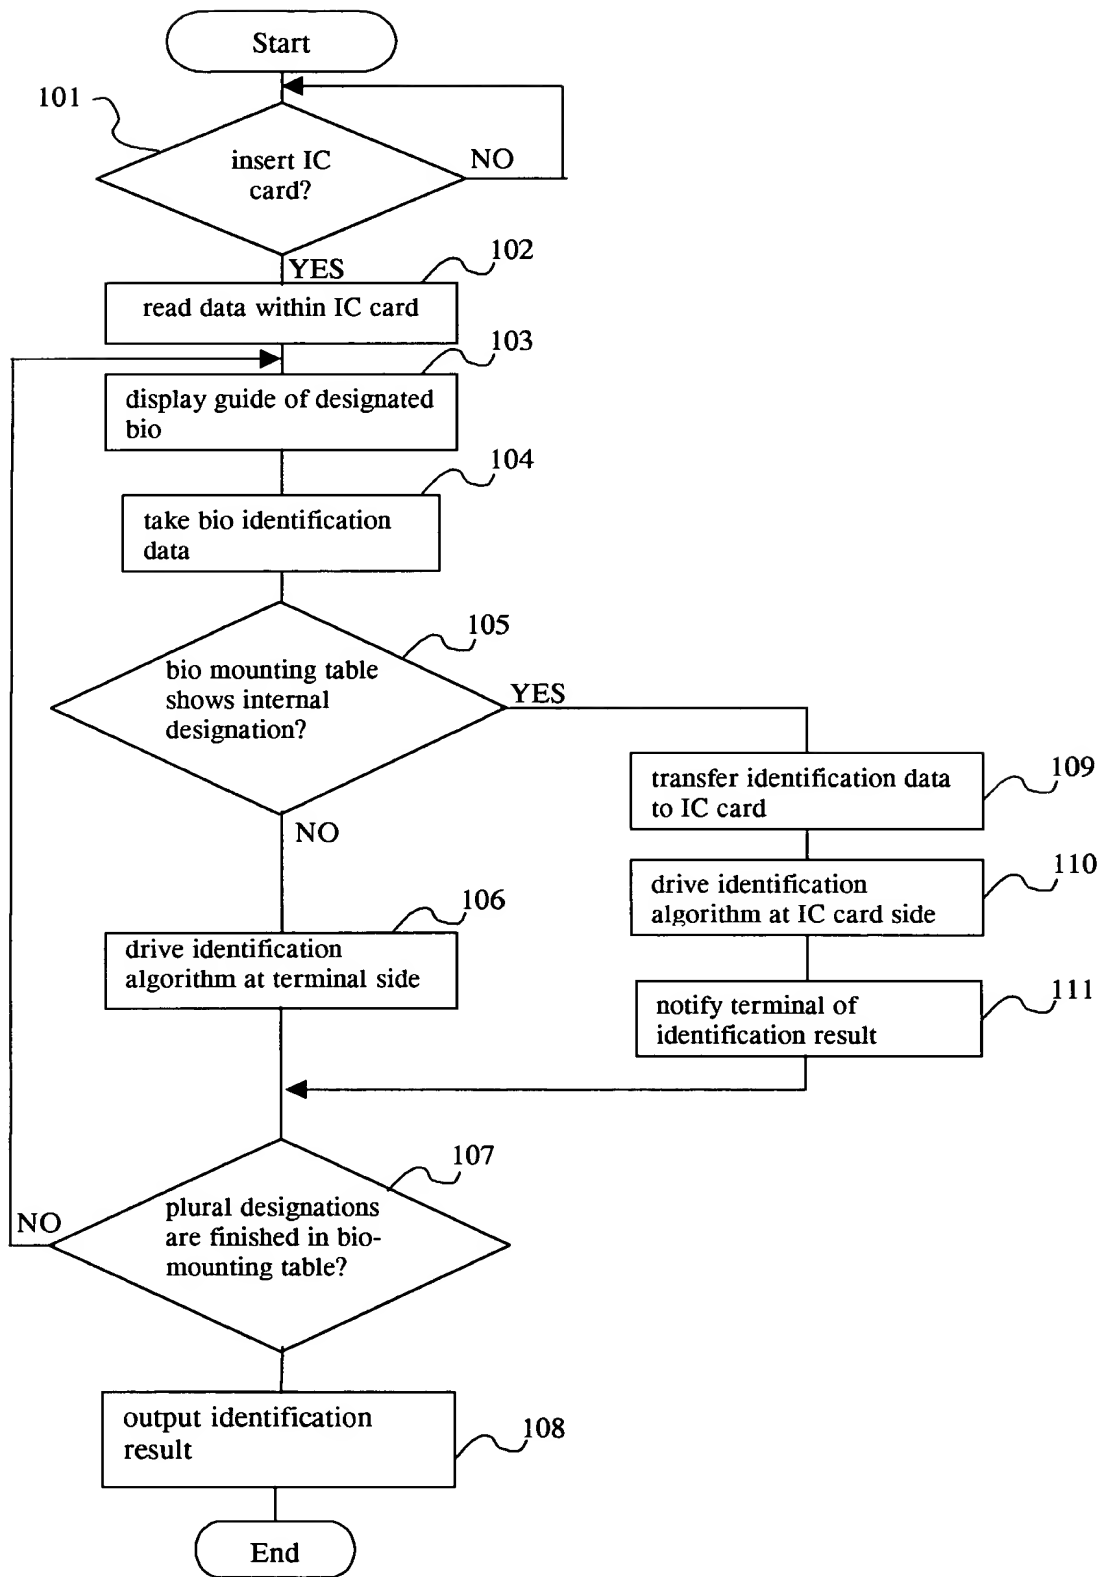 Start
101
insert IC
card?
NO
YES
102
read data within IC card
103
display guide of designated
bio
104
take bio identification
data
105
bio mounting table
shows internal
designation?
YES
NO
109
transfer identification data
to IC card
110
drive identification
algorithm at IC card side
106
drive identification
algorithm at terminal side
111
notify terminal of
identification result
107
plural designations
are finished in bio-
mounting table?
NO
output identification
result
108
End